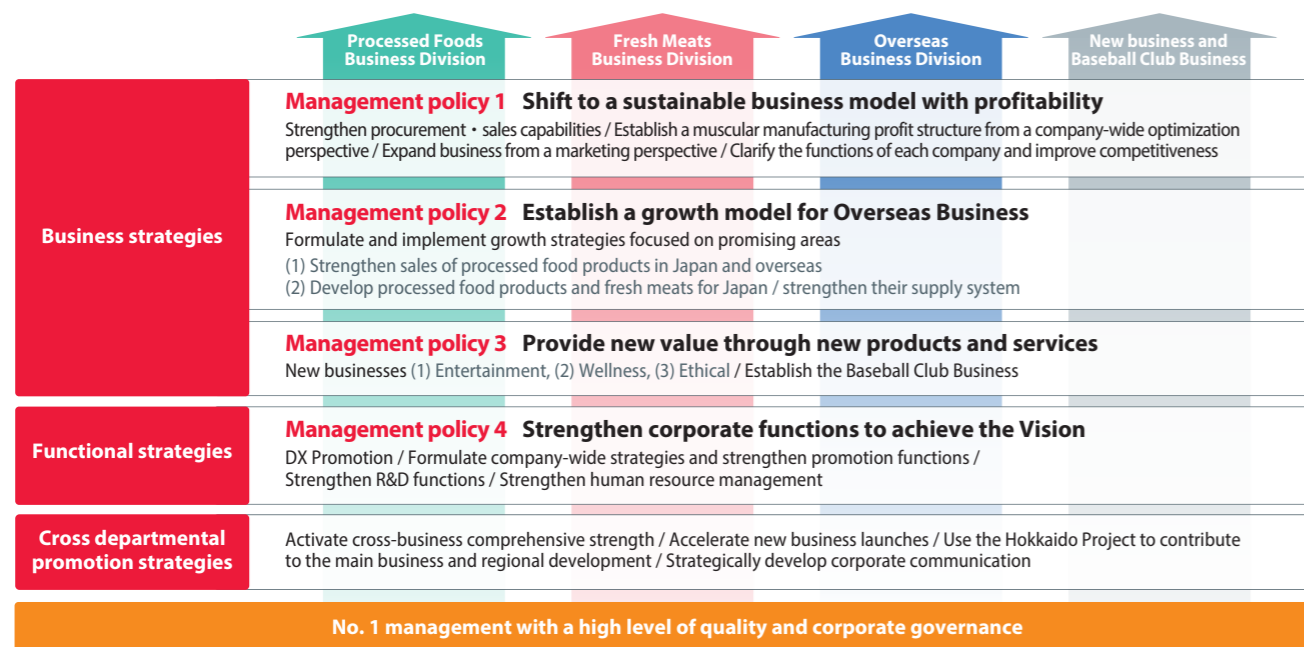 Processed Foods
Business Division
Fresh Meats
Business Division
Overseas
Business Division
New business and
Baseball Club Business
Business strategies
Management policy 1 Shift to a sustainable business model with profitability
Strengthen procurement・sales capabilities / Establish a muscular manufacturing profit structure from a company-wide optimization
perspective / Expand business from a marketing perspective / Clarify the functions of each company and improve competitiveness
Management policy 2 Establish a growth model for Overseas Business
Formulate and implement growth strategies focused on promising areas
(1) Strengthen sales of processed food products in Japan and overseas
(2) Develop processed food products and fresh meats for Japan / strengthen their supply system
Management policy 3 Provide new value through new products and services
New businesses (1) Entertainment, (2) Wellness, (3) Ethical / Establish the Baseball Club Business
Functional strategies
Management policy 4 Strengthen corporate functions to achieve the Vision
DX Promotion / Formulate company-wide strategies and strengthen promotion functions /
Strengthen R&D functions / Strengthen human resource management
Cross departmental
promotion strategies
Activate cross-business comprehensive strength / Accelerate new business launches / Use the Hokkaido Project to contribute
to the main business and regional development / Strategically develop corporate communication
No. 1 management with a high level of quality and corporate governance